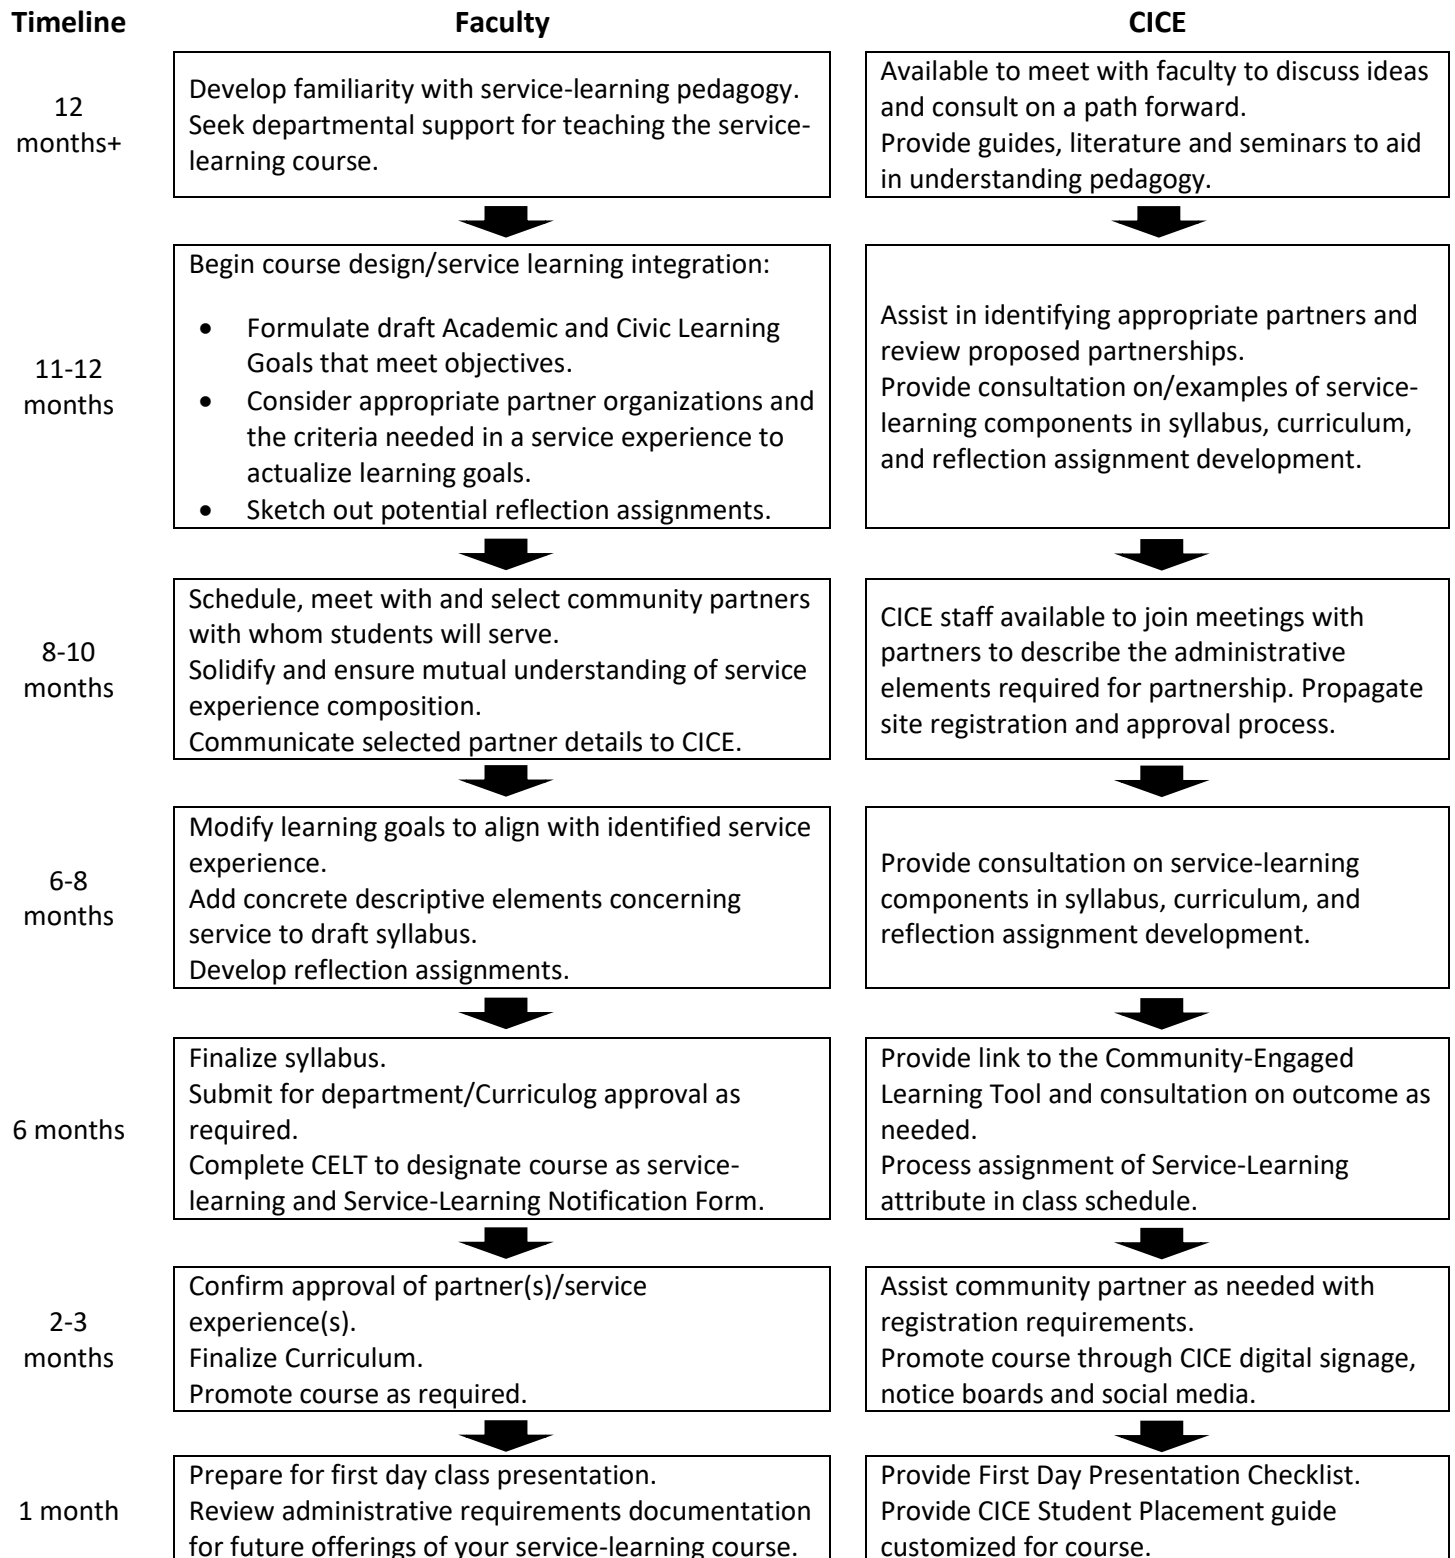 Timeline
Faculty
CICE
12
months+
Develop familiarity with service-learning pedagogy.
Seek departmental support for teaching the service-
learning course.
Available to meet with faculty to discuss ideas
and consult on a path forward.
Provide guides, literature and seminars to aid
in understanding pedagogy.
11-12
months
Begin course design/service learning integration:
• Formulate draft Academic and Civic Learning
Goals that meet objectives.
• Consider appropriate partner organizations and
the criteria needed in a service experience to
actualize learning goals.
• Sketch out potential reflection assignments.
Assist in identifying appropriate partners and
review proposed partnerships.
Provide consultation on/examples of service-
learning components in syllabus, curriculum,
and reflection assignment development.
8-10
months
Schedule, meet with and select community partners
with whom students will serve.
Solidify and ensure mutual understanding of service
experience composition.
Communicate selected partner details to CICE.
CICE staff available to join meetings with
partners to describe the administrative
elements required for partnership. Propagate
site registration and approval process.
6-8
months
Modify learning goals to align with identified service
experience.
Add concrete descriptive elements concerning
service to draft syllabus.
Develop reflection assignments.
Provide consultation on service-learning
components in syllabus, curriculum, and
reflection assignment development.
6 months
Finalize syllabus.
Submit for department/Curriculog approval as
required.
Complete CELT to designate course as service-
learning and Service-Learning Notification Form.
Provide link to the Community-Engaged
Learning Tool and consultation on outcome as
needed.
Process assignment of Service-Learning
attribute in class schedule.
2-3
months
Confirm approval of partner(s)/service
experience(s).
Finalize Curriculum.
Promote course as required.
Assist community partner as needed with
registration requirements.
Promote course through CICE digital signage,
notice boards and social media.
1 month
Prepare for first day class presentation.
Review administrative requirements documentation
for future offerings of your service-learning course.
Provide First Day Presentation Checklist.
Provide CICE Student Placement guide
customized for course.